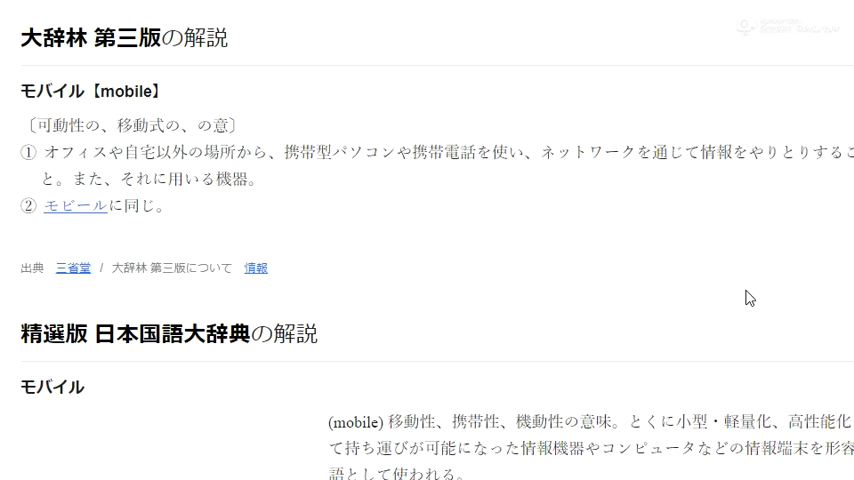 大辞林 第三版の解説
モバイル【mobile】
〔可動性の、移動式の、の意〕
① オフィスや自宅以外の場所から、携帯型パソコンや携帯電話を使い、ネットワークを通じて情報をやりとりするこ
と。また、それに用いる機器。
② モビールに同じ。
出典 三省堂 / 大辞林 第三版について 情報
精選版 日本国語大辞典の解説
モバイル
(mobile) 移動性、携帯性、機動性の意味。とくに小型・軽量化、高性能化
て持ち運びが可能になった情報機器やコンピュータなどの情報端末を形容
語として使われる。